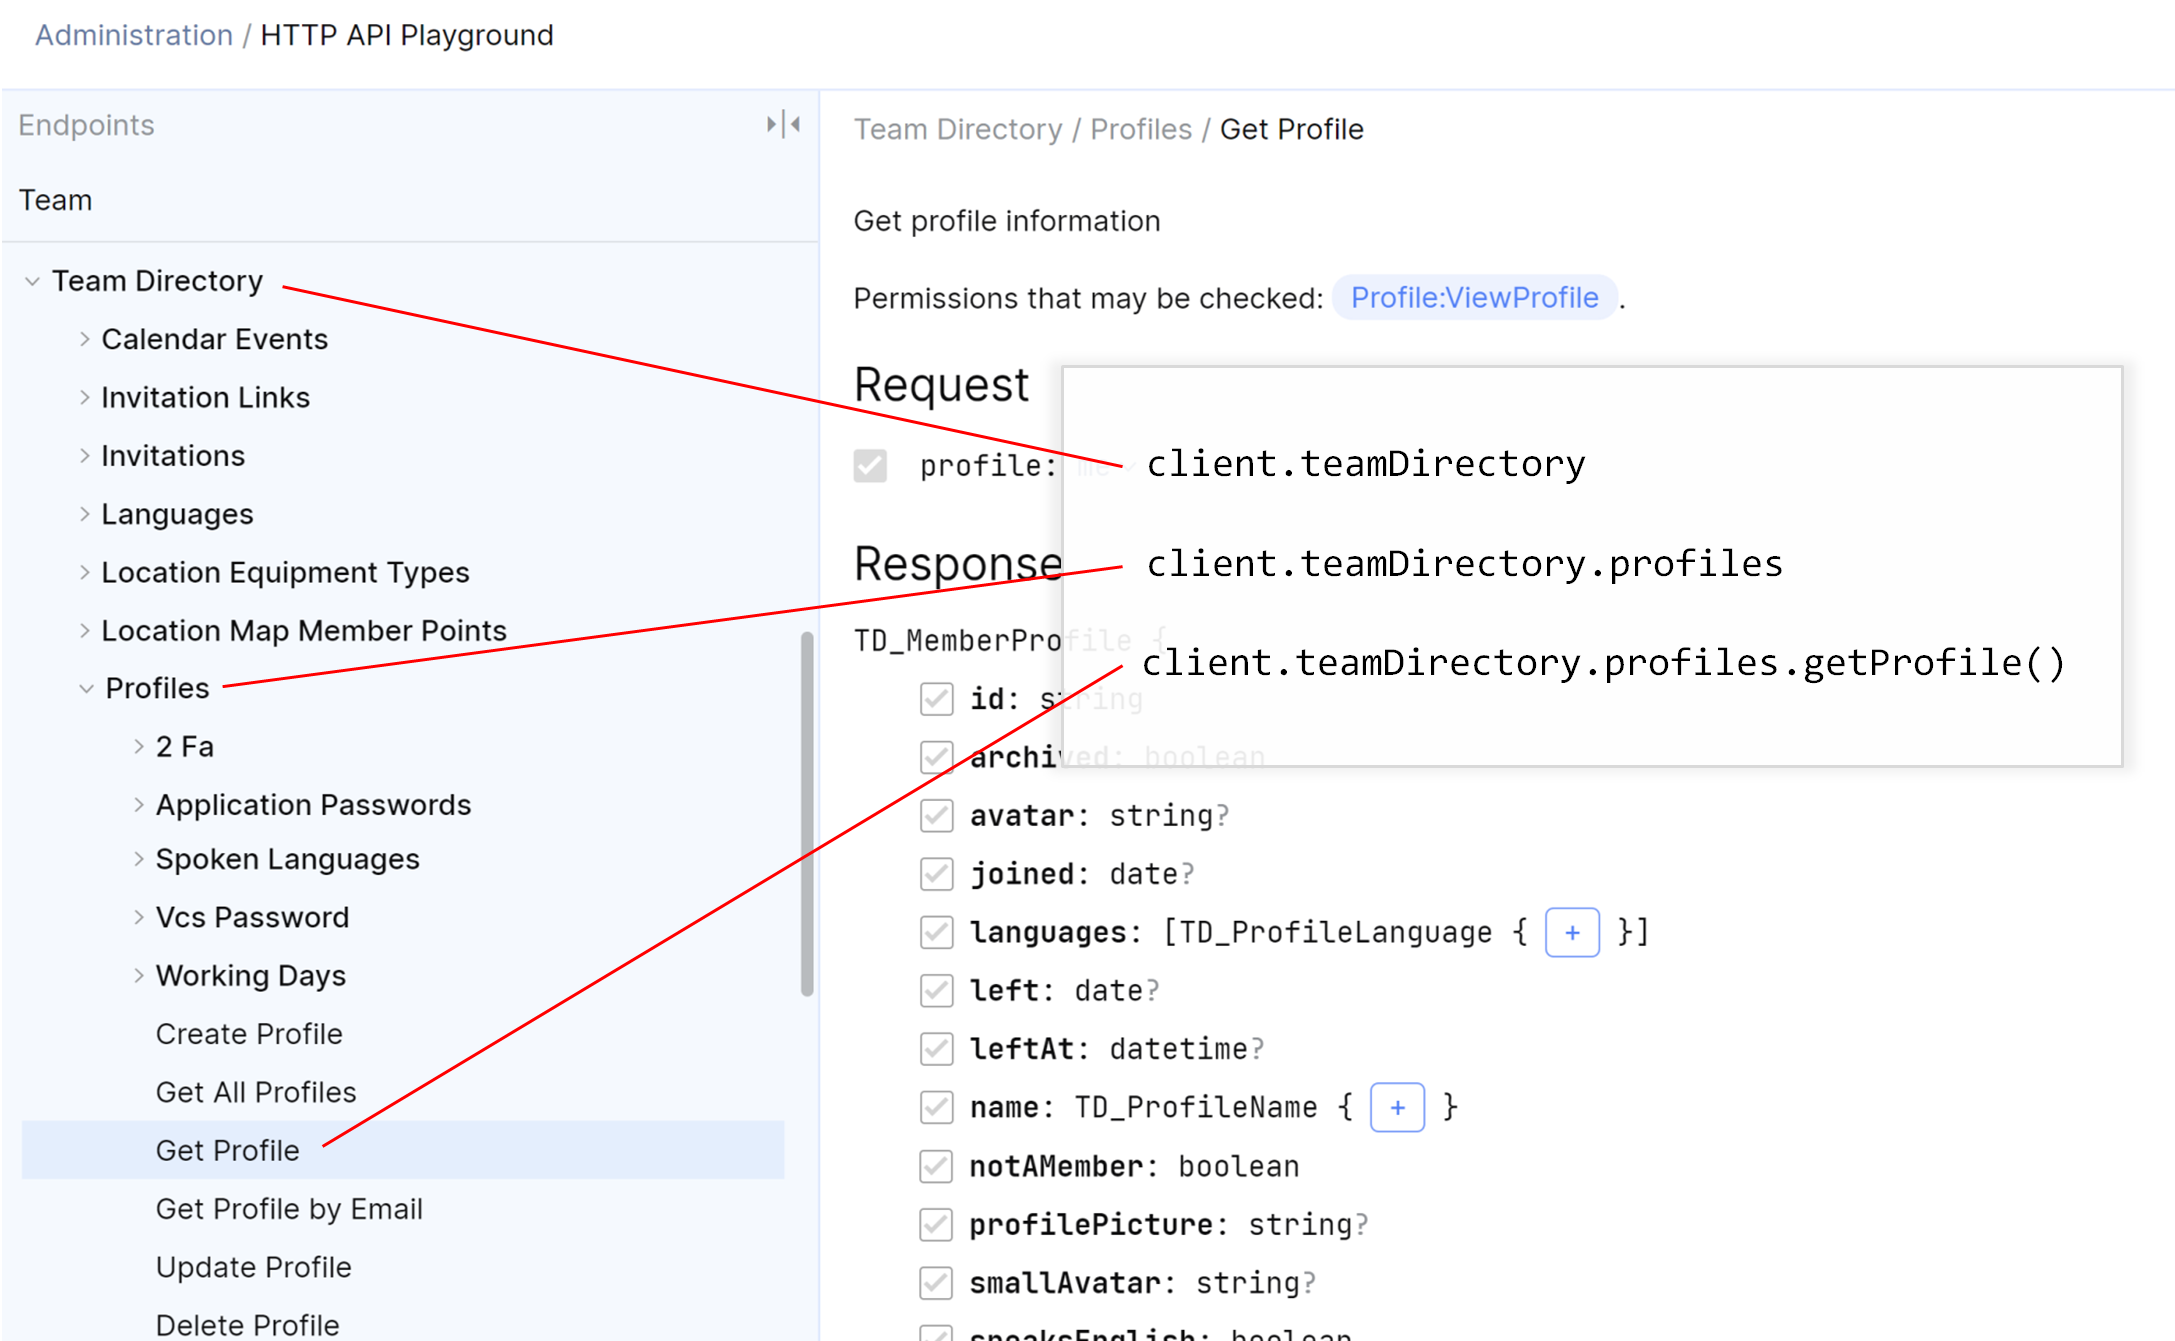 Administration / HTTP API Playground
Endpoints
Team
Team Directory
Calendar Events
Invitation Links
Invitations
Languages
Location Equipment Types
Location Map Member Points
Profiles
2 Fa
Application Passwords
Spoken Languages
Vcs Password
Working Days
Create Profile
Get All Profiles
Get Profile
Get Profile by Email
Update Profile
Delete Profile
Team Directory / Profiles / Get Profile
Get profile information
Permissions that may be checked: Profile:ViewProfile.
Request
profile: me
Response
TD_MemberProfile {
id: string
archived: boolean
avatar: string?
joined: date?
languages: [TD_ProfileLanguage { + }]
left: date?
leftAt: datetime?
name: TD_ProfileName { + }
notAMember: boolean
profilePicture: string?
smallAvatar: string?
speaksEnglish: boolean
client.teamDirectory
client.teamDirectory.profiles
client.teamDirectory.profiles.getProfile()